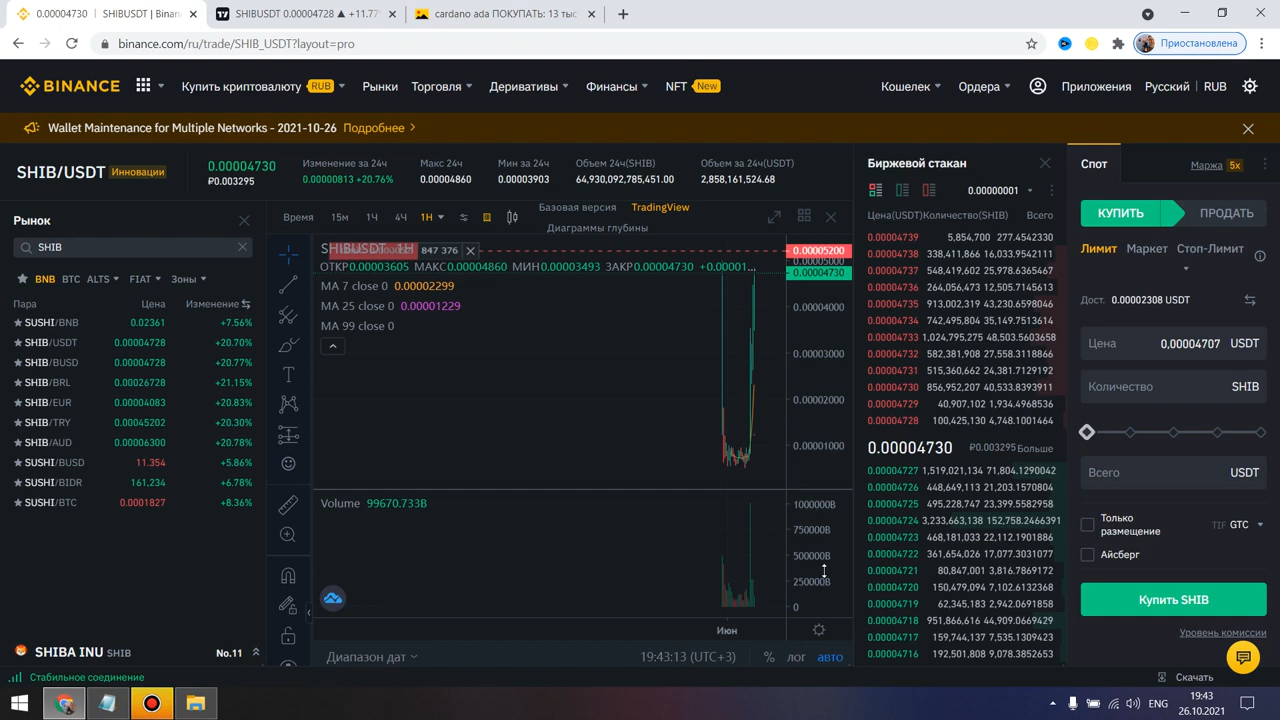 0.00004730 | SHIBUSDT | Binan
SHIBUSDT 0.00004728 ▲ +11.77%
cardano ada ПОКУПАТЬ: 13 тыс
binance.com/ru/trade/SHIB_USDT?layout=pro
Приостановлена
BINANCE
Купить криптовалюту RUB
Рынки
Торговля
Деривативы
Финансы
NFT New
Кошелек
Ордера
Приложения
Русский | RUB
Wallet Maintenance for Multiple Networks - 2021-10-26 Подробнее
SHIB/USDT Инновации
0.00004730
₽0.003295
Изменение за 24ч
0.00000813 +20.76%
Макс 24ч
0.00004860
Мин за 24ч
0.00003903
Объем 24ч(SHIB)
64,930,092,785,451.00
Объем за 24ч(USDT)
2,858,161,524.68
Рынок
SHIB
BNB BTC ALTS FIAT Зоны
Пара Цена Изменение
SUSHI/BNB 0.02361 +7.56%
SHIB/USDT 0.00004728 +20.70%
SHIB/BUSD 0.00004728 +20.77%
SHIB/BRL 0.00026728 +21.15%
SHIB/EUR 0.00004083 +20.83%
SHIB/TRY 0.00045202 +20.30%
SHIB/AUD 0.00006300 +20.78%
SUSHI/BUSD 11.354 +5.86%
SUSHI/BIDR 161,234 +6.78%
SUSHI/BTC 0.0001827 +8.36%
SHIBA INU SHIB No.11
Время 15м 1Ч 4Ч 1Н
Базовая версия TradingView
Диаграммы глубины
SHIBUSDT 1Н
847 376
ОТКР0.00003605 МАКС0.00004860 МИН0.00003493 ЗАКР0.00004730 +0.00001...
MA 7 close 0 0.00002299
MA 25 close 0 0.00001229
MA 99 close 0
0.00005200
0.00005000
0.00004730
0.00004000
0.00003000
0.00002000
0.00001000
Volume 99670.733B
1000000B
750000B
500000B
250000B
0
Июн
Диапазон дат
19:43:13 (UTC+3)
% лог авто
Биржевой стакан
0.00000001
Цена(USDT) Количество(SHIB) Всего
0.00004739 5,854,700 277.4542330
0.00004738 338,411,866 16,033.9542111
0.00004737 548,419,602 25,978.6365467
0.00004736 264,056,473 12,505.7145613
0.00004735 913,002,319 43,230.6598046
0.00004734 742,495,804 35,149.7513614
0.00004733 1,024,795,275 48,503.5603658
0.00004732 582,381,908 27,558.3118866
0.00004731 515,360,662 24,381.7129192
0.00004730 856,952,207 40,533.8393911
0.00004729 40,907,102 1,934.4968536
0.00004728 100,425,130 4,748.1001464
0.00004730 ₽0.003295 Больше
0.00004727 1,519,021,134 71,804.1290042
0.00004726 448,649,113 21,203.1570804
0.00004725 495,228,747 23,399.5582958
0.00004724 3,233,663,138 152,758.2466391
0.00004723 468,181,033 22,112.1901886
0.00004722 361,654,026 17,077.3031077
0.00004721 80,847,001 3,816.7869172
0.00004720 150,479,094 7,102.6132368
0.00004719 62,345,183 2,942.0691858
0.00004718 951,866,616 44,909.0669429
0.00004717 159,744,137 7,535.1309423
0.00004716 192,501,808 9,078.3852653
Спот
Маржа 5x
КУПИТЬ
ПРОДАТЬ
Лимит Маркет Стоп-Лимит
Дост. 0.00002308 USDT
Цена 0,00004707 USDT
Количество SHIB
Всего USDT
Только
размещение
TIF GTC
Айсберг
Купить SHIB
Уровень комиссии
Стабильное соединение
Скачать
ENG
19:43
26.10.2021